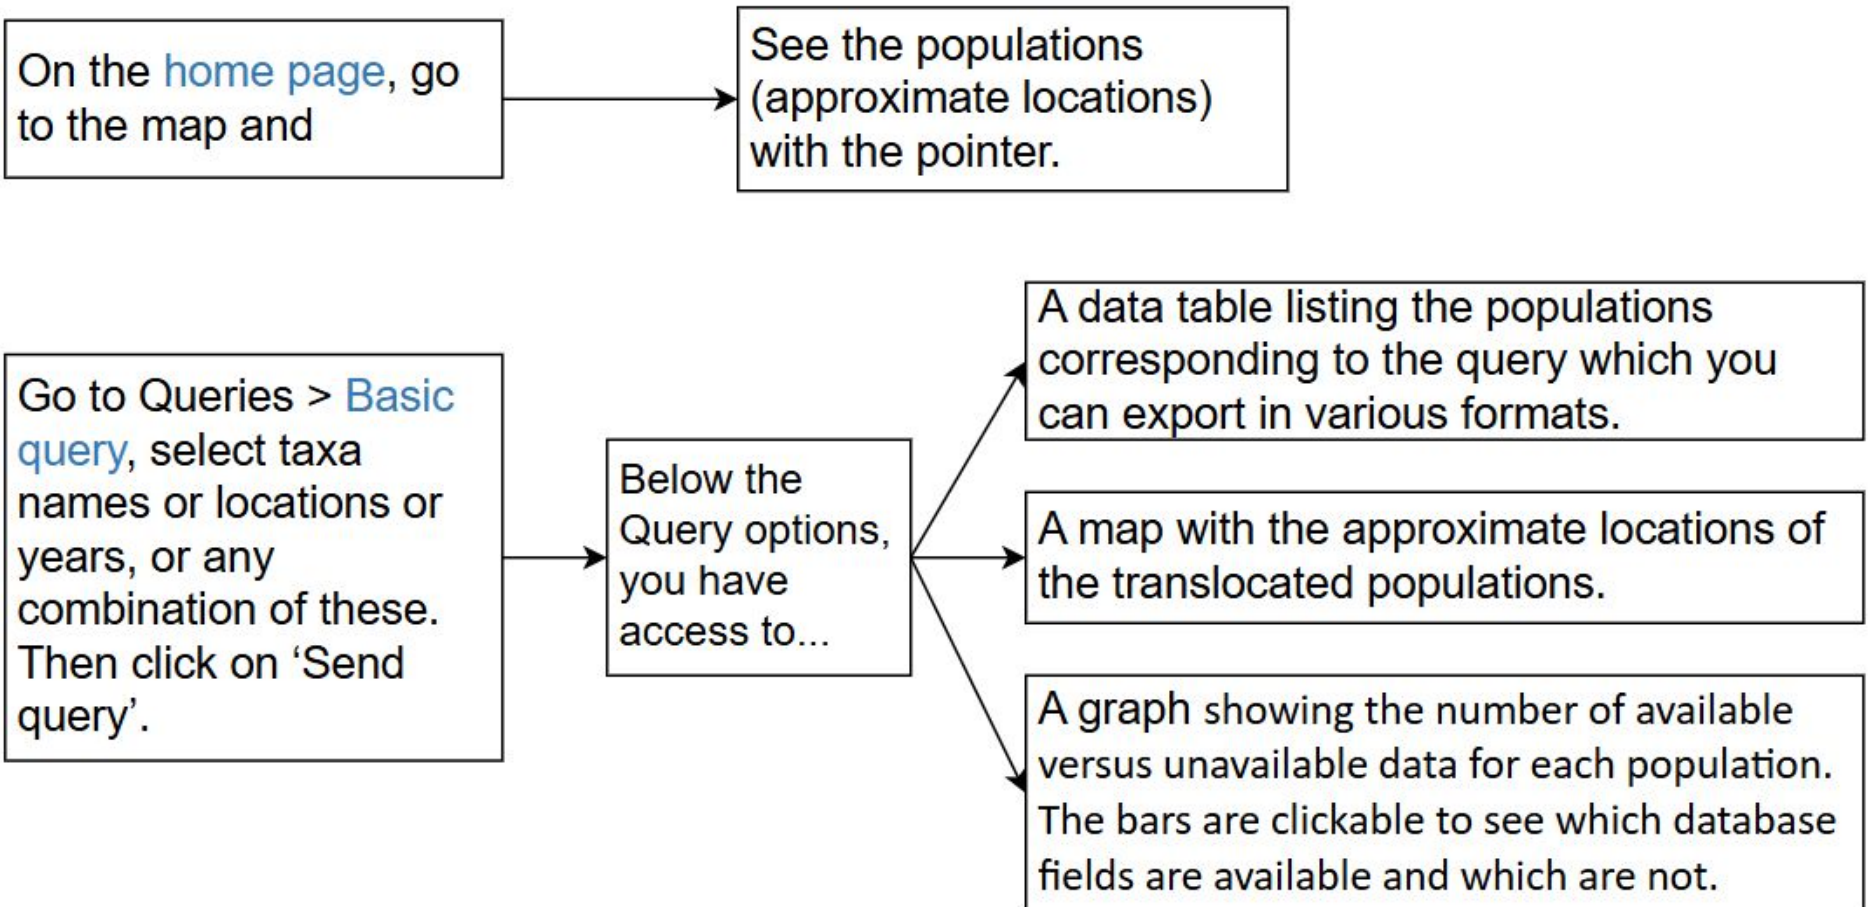 On the home page, go
to the map and
See the populations
(approximate locations)
with the pointer.
Go to Queries > Basic
query, select taxa
names or locations or
years, or any
combination of these.
Then click on ‘Send
query’.
Below the
Query options,
you have
access to...
A data table listing the populations
corresponding to the query which you
can export in various formats.
A map with the approximate locations of
the translocated populations.
A graph showing the number of available
versus unavailable data for each population.
The bars are clickable to see which database
fields are available and which are not.